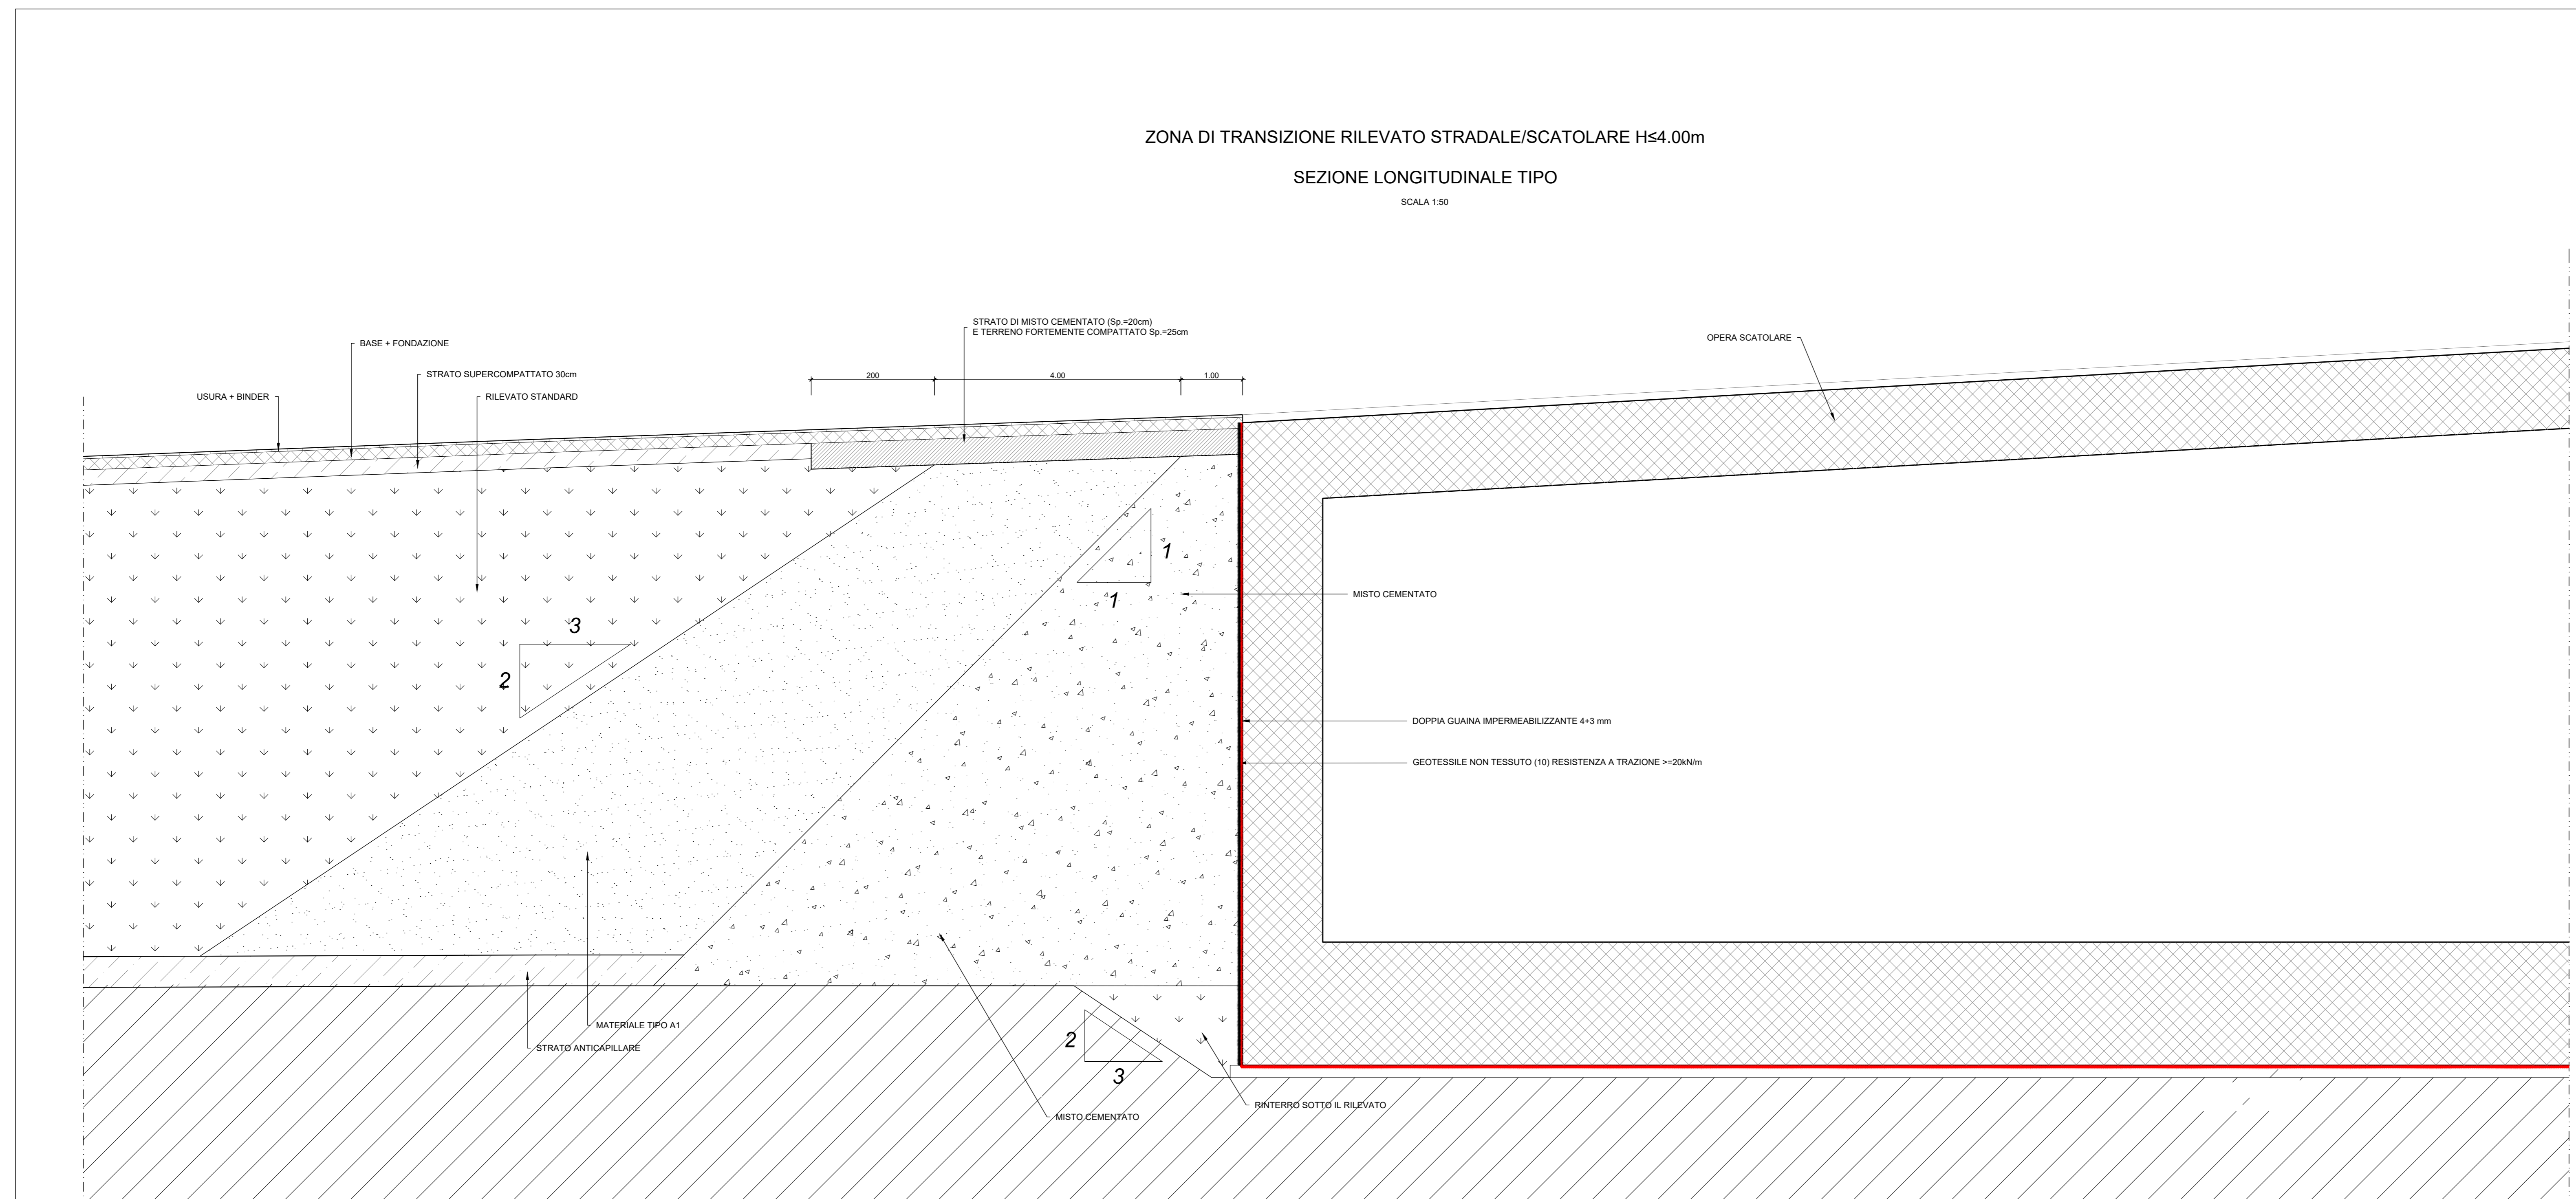 ZONA DI TRANSIZIONE RILEVATO STRADALE/SCATOLARE H≤4.00m
SEZIONE LONGITUDINALE TIPO
SCALA 1:50
STRATO DI MISTO CEMENTATO (Sp.=20cm)
E TERRENO FORTEMENTE COMPATTATO Sp.=25cm
OPERA SCATOLARE
BASE + FONDAZIONE
STRATO SUPERCOMPATTATO 30cm
200
4.00
1.00
USURA + BINDER
RILEVATO STANDARD
1
1
MISTO CEMENTATO
3
2
DOPPIA GUAINA IMPERMEABILIZZANTE 4+3 mm
GEOTESSILE NON TESSUTO (10) RESISTENZA A TRAZIONE >=20kN/m
MATERIALE TIPO A1
STRATO ANTICAPILLARE
2
3
RINTERRO SOTTO IL RILEVATO
MISTO CEMENTATO